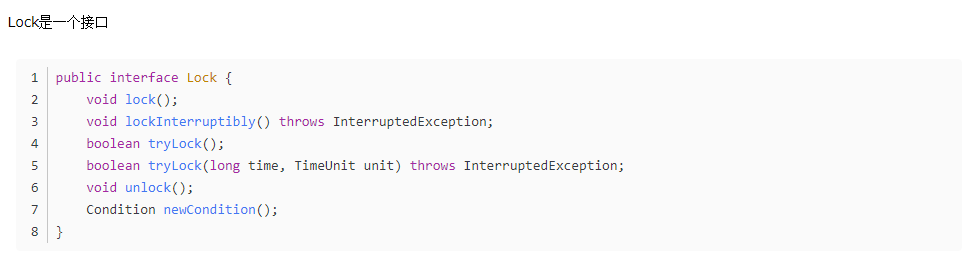 Lock是一个接口
1 public interface Lock {
2     void lock();
3     void lockInterruptibly() throws InterruptedException;
4     boolean tryLock();
5     boolean tryLock(long time, TimeUnit unit) throws InterruptedException;
6     void unlock();
7     Condition newCondition();
8 }